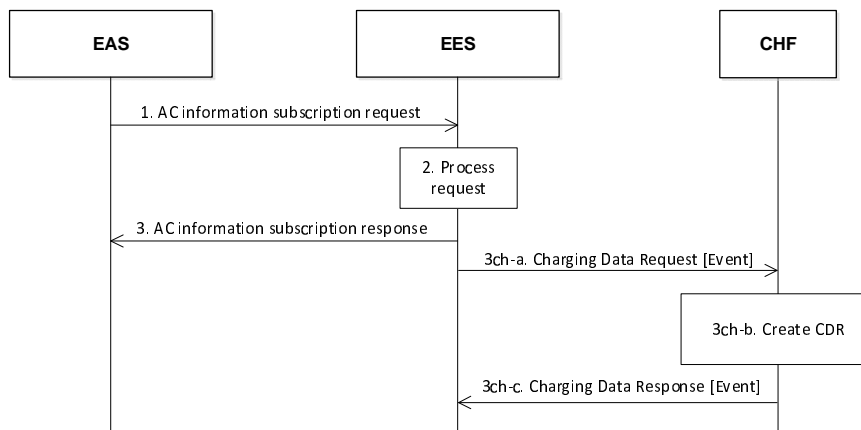 EAS
EES
CHF
1. AC information subscription request
2. Process
request
3. AC information subscription response
3ch-a. Charging Data Request [Event]
3ch-b. Create CDR
3ch-c. Charging Data Response [Event]